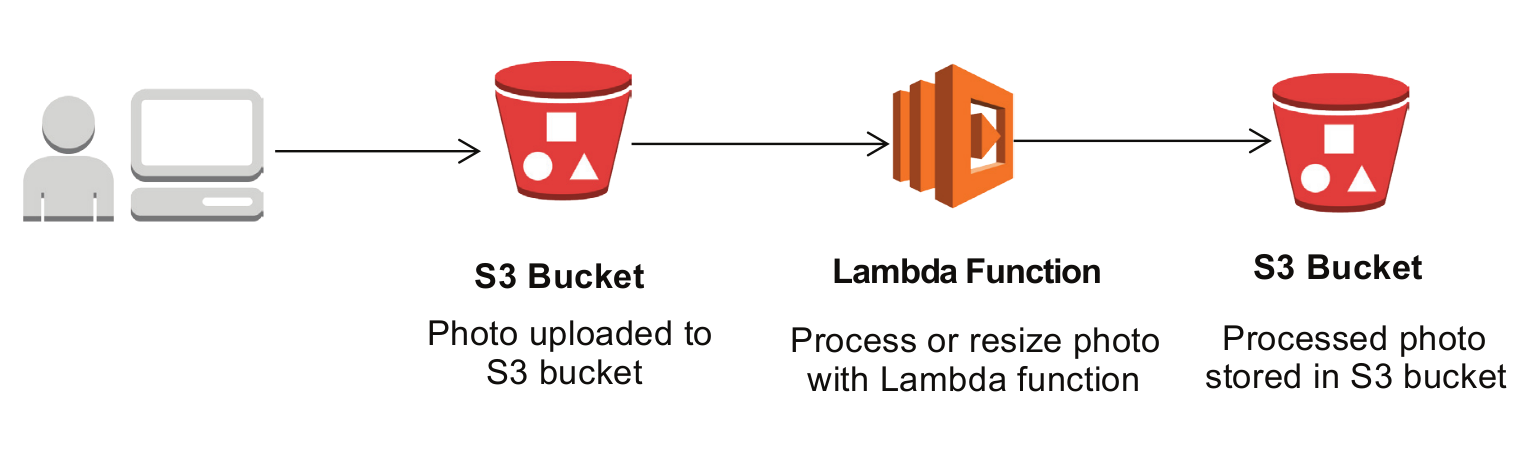 S3 Bucket
Photo uploaded to
S3 bucket
Lambda Function
Process or resize photo
with Lambda function
S3 Bucket
Processed photo
stored in S3 bucket